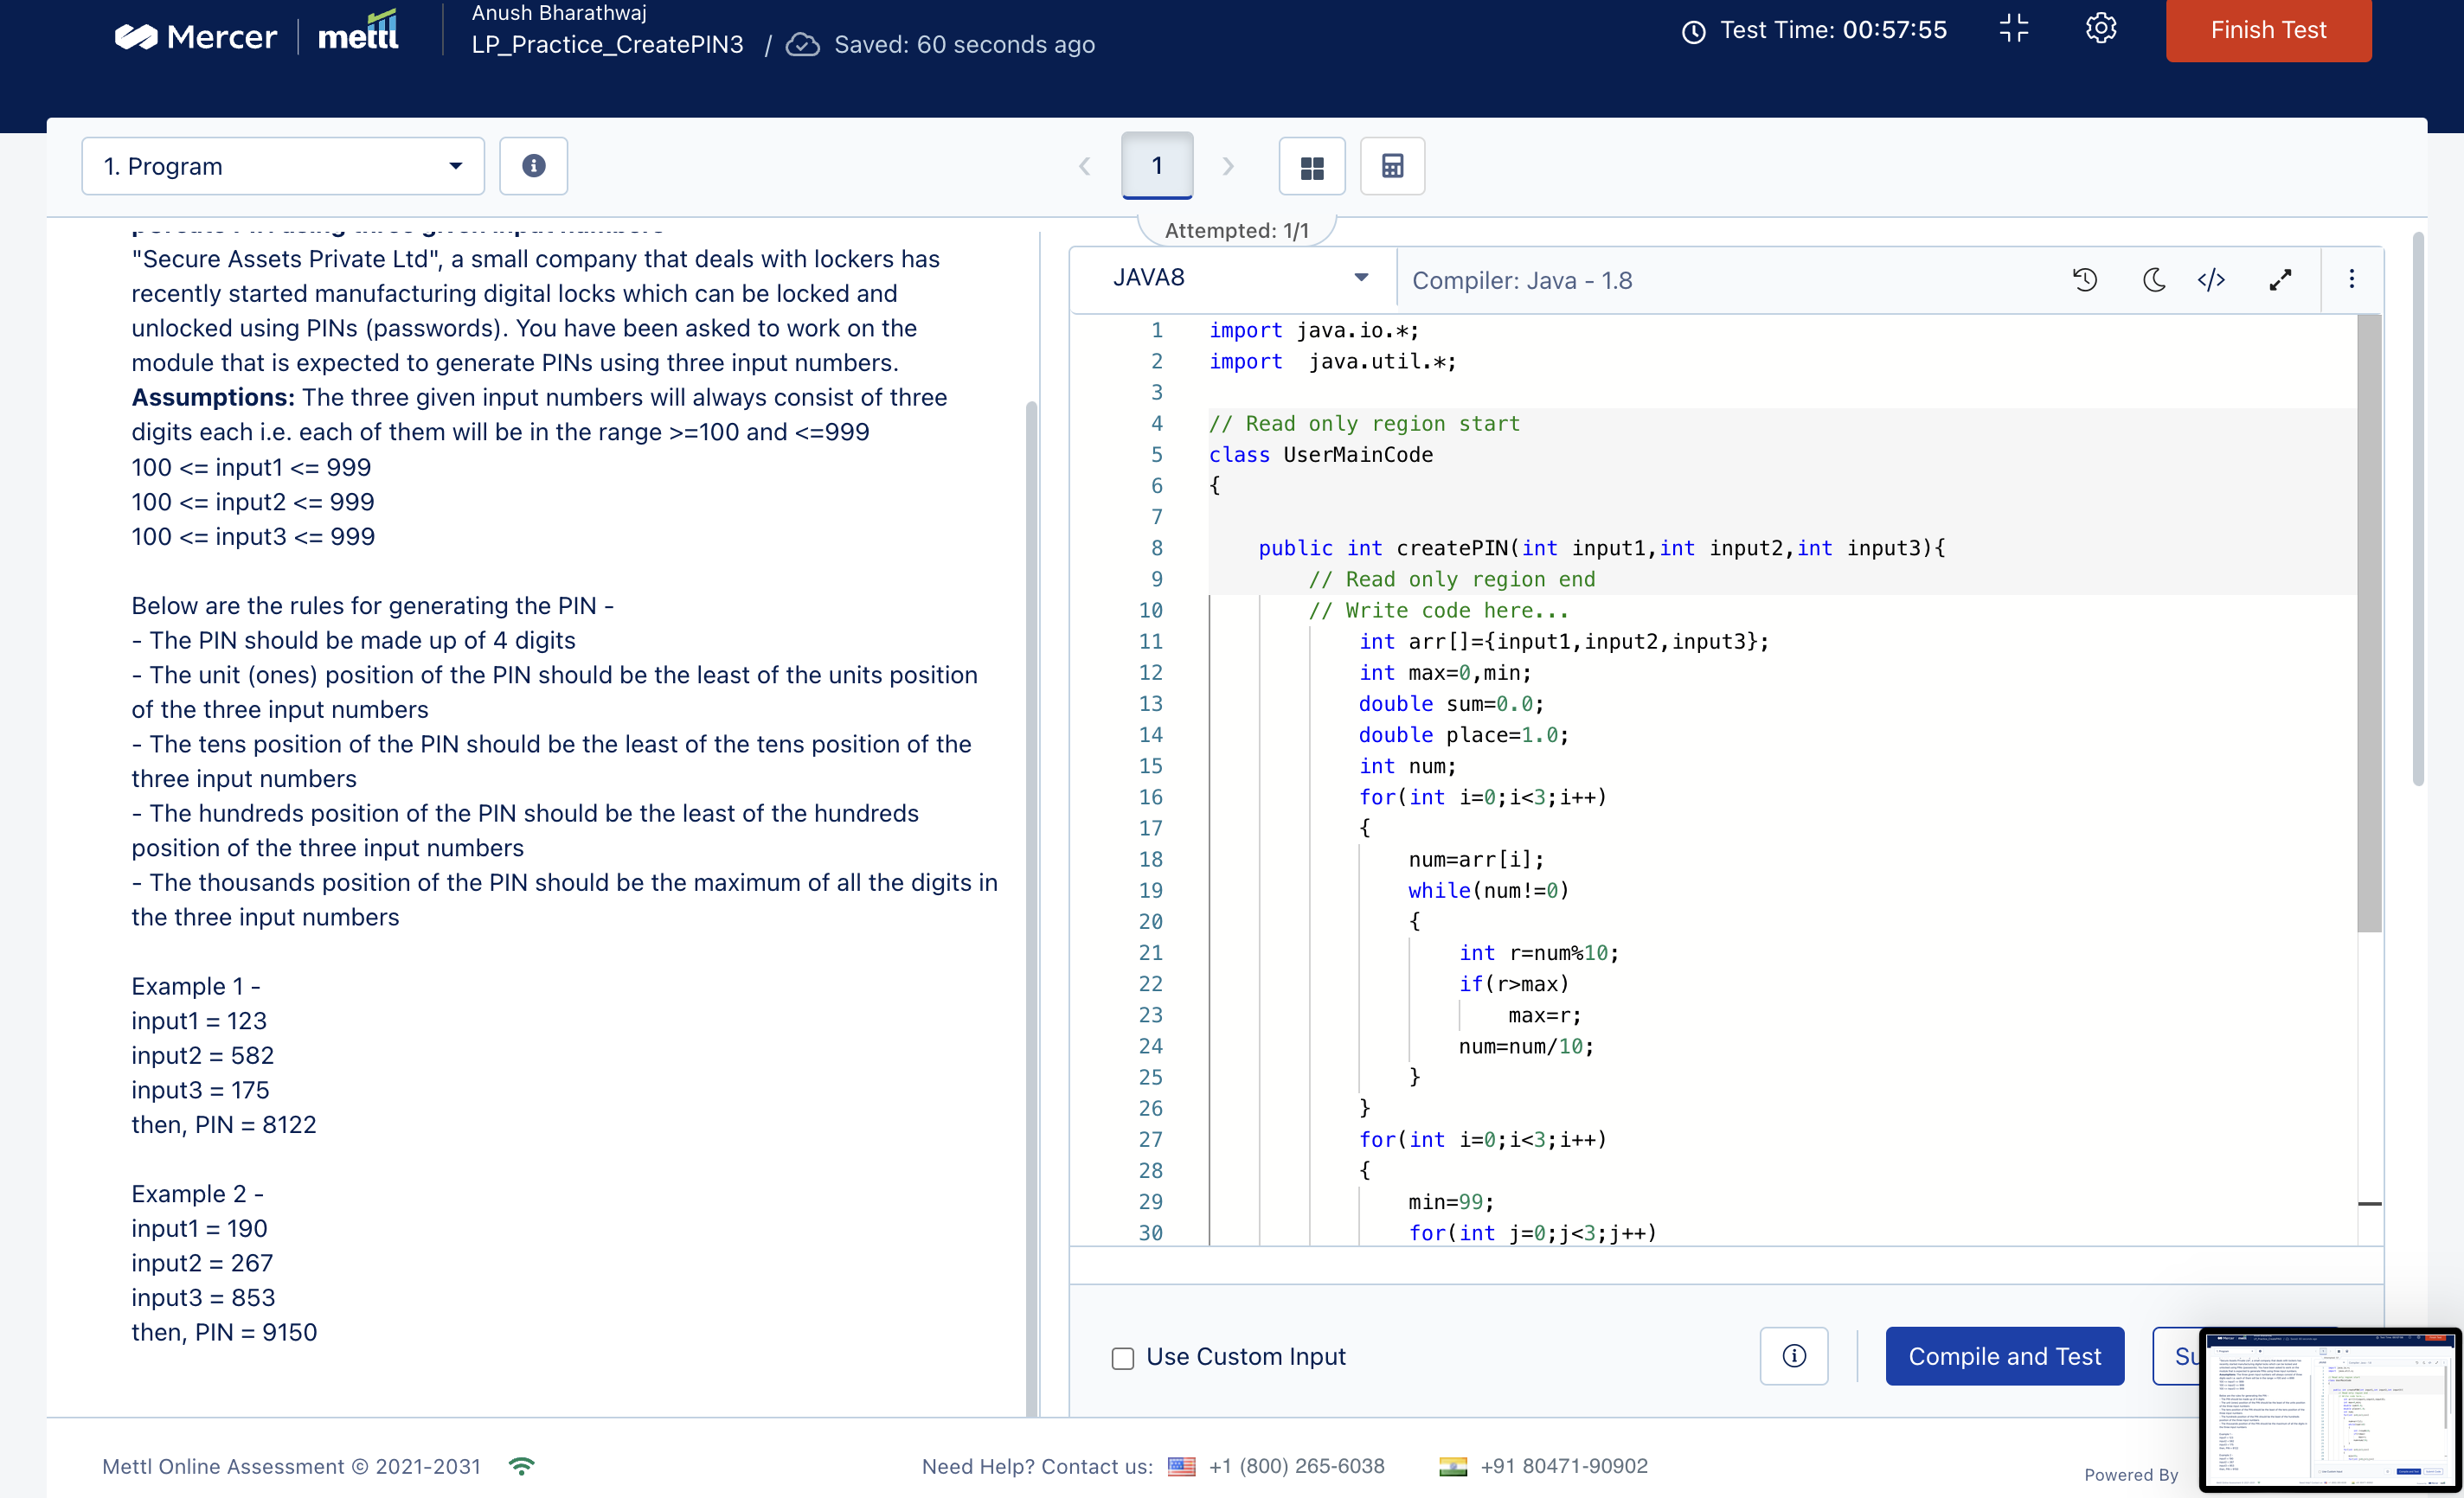 Mercer
mettl
Anush Bharathwaj
LP_Practice_CreatePIN3 / Saved: 60 seconds ago
Test Time: 00:57:55
Finish Test
1. Program
1
Attempted: 1/1
"Secure Assets Private Ltd", a small company that deals with lockers has
recently started manufacturing digital locks which can be locked and
unlocked using PINs (passwords). You have been asked to work on the
module that is expected to generate PINs using three input numbers.
Assumptions: The three given input numbers will always consist of three
digits each i.e. each of them will be in the range >=100 and <=999
100 <= input1 <= 999
100 <= input2 <= 999
100 <= input3 <= 999
Below are the rules for generating the PIN -
- The PIN should be made up of 4 digits
- The unit (ones) position of the PIN should be the least of the units position
of the three input numbers
- The tens position of the PIN should be the least of the tens position of the
three input numbers
- The hundreds position of the PIN should be the least of the hundreds
position of the three input numbers
- The thousands position of the PIN should be the maximum of all the digits in
the three input numbers
Example 1 -
input1 = 123
input2 = 582
input3 = 175
then, PIN = 8122
Example 2 -
input1 = 190
input2 = 267
input3 = 853
then, PIN = 9150
JAVA8
Compiler: Java - 1.8
1 import java.io.*;
2 import  java.util.*;
3
4 // Read only region start
5 class UserMainCode
6 {
7
8     public int createPIN(int input1,int input2,int input3){
9         // Read only region end
10         // Write code here...
11             int arr[]={input1,input2,input3};
12             int max=0,min;
13             double sum=0.0;
14             double place=1.0;
15             int num;
16             for(int i=0;i<3;i++)
17             {
18                 num=arr[i];
19                 while(num!=0)
20                 {
21                     int r=num%10;
22                     if(r>max)
23                         max=r;
24                     num=num/10;
25                 }
26             }
27             for(int i=0;i<3;i++)
28             {
29                 min=99;
30                 for(int j=0;j<3;j++)
Use Custom Input
Compile and Test
Su
Mettl Online Assessment © 2021-2031
Need Help? Contact us: +1 (800) 265-6038 +91 80471-90902
Powered By